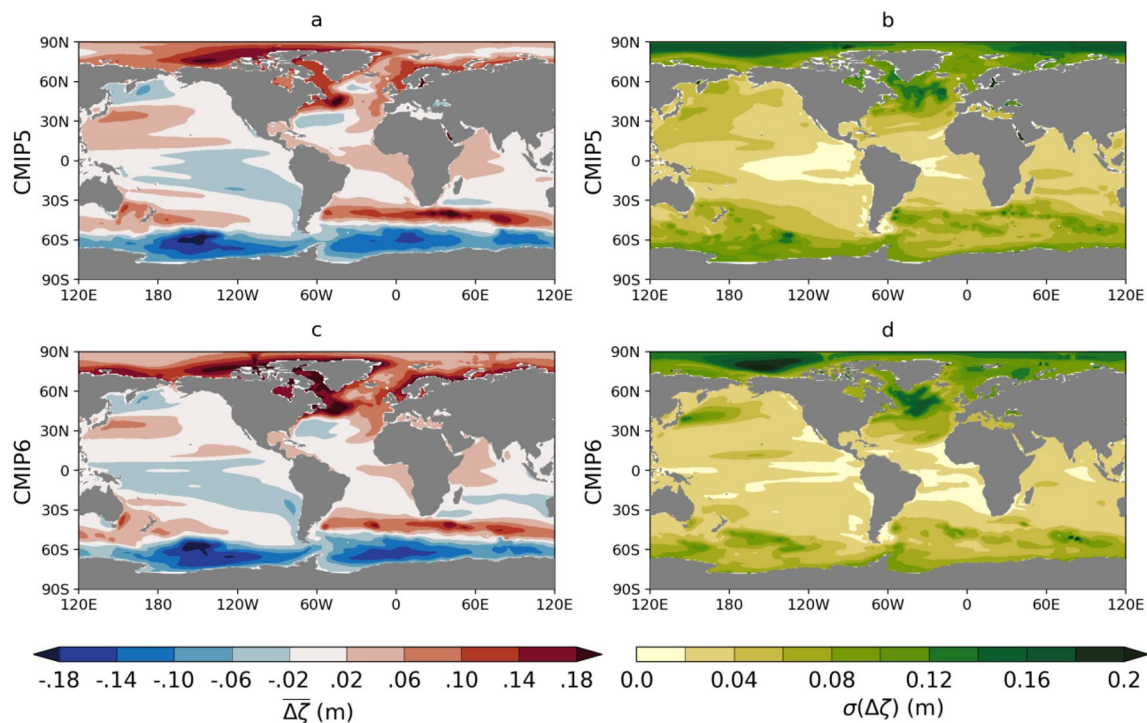 a
b
CMIP5
90N
60N
30N
0
30S
60S
90S
120E 180 120W 60W 0 60E 120E
CMIP5
90N
60N
30N
0
30S
60S
90S
120E 180 120W 60W 0 60E 120E
c
d
CMIP6
90N
60N
30N
0
30S
60S
90S
120E 180 120W 60W 0 60E 120E
CMIP6
90N
60N
30N
0
30S
60S
90S
120E 180 120W 60W 0 60E 120E
-.18 -.14 -.10 -.06 -.02 .02 .06 .10 .14 .18
Δζ̅ (m)
0.0 0.04 0.08 0.12 0.16 0.2
σ(Δζ) (m)